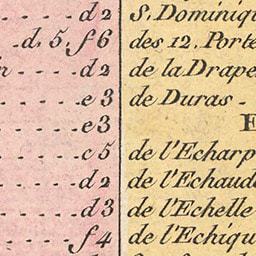 . . . . d2
. . d. 5. f6
. . . d2
. . . . e3
. . . . e3
. . . . c5
. . . . d2
. . . . d3
. . . . f4
S. Dominiq
des 12. Porte
de la Drape
de Duras -
E
de l'Echarp
de l'Echaud
de l'Echelle
de l'Echiqu